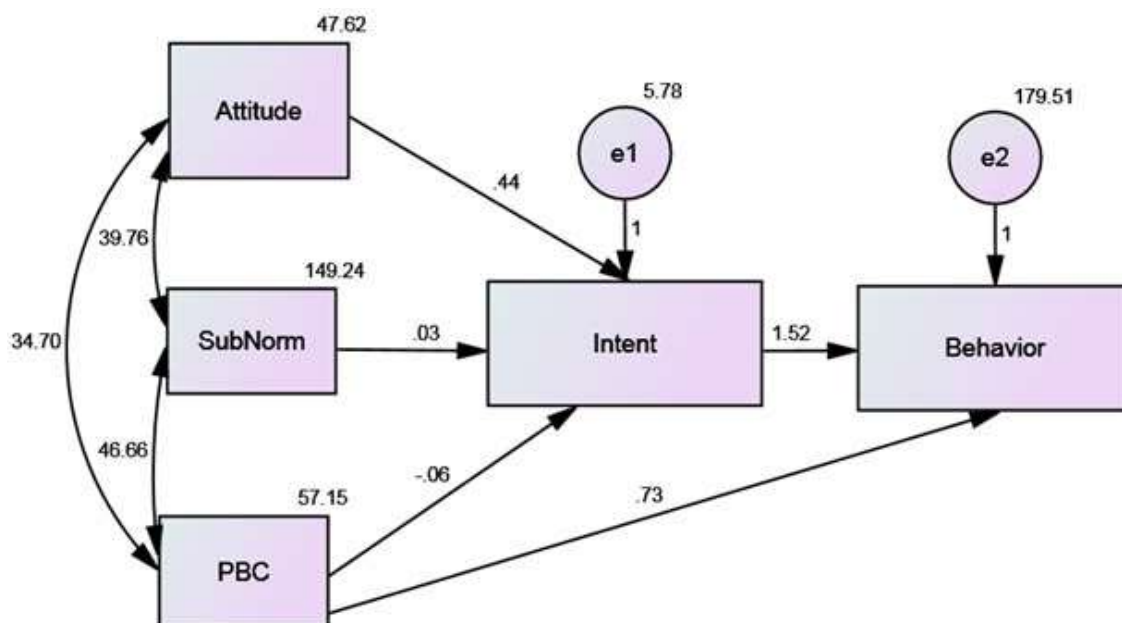 47.62
Attitude
5.78
e1
179.51
e2
.44
1
1
39.76
149.24
SubNorm
.03
Intent
1.52
Behavior
34.70
46.66
57.15
-.06
.73
PBC